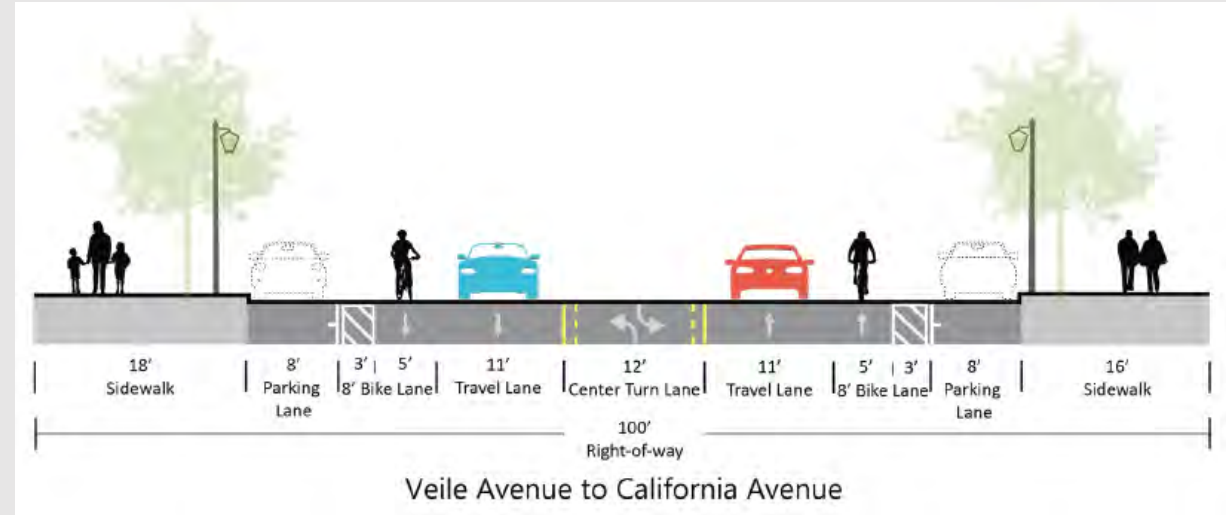 18' 8' 3' 5' 11' 12' 11' 5' 3' 8' 16'
Sidewalk Parking Lane 8' Bike Lane Travel Lane Center Turn Lane Travel Lane 8' Bike Lane Parking Lane Sidewalk
100'
Right-of-way
Veile Avenue to California Avenue